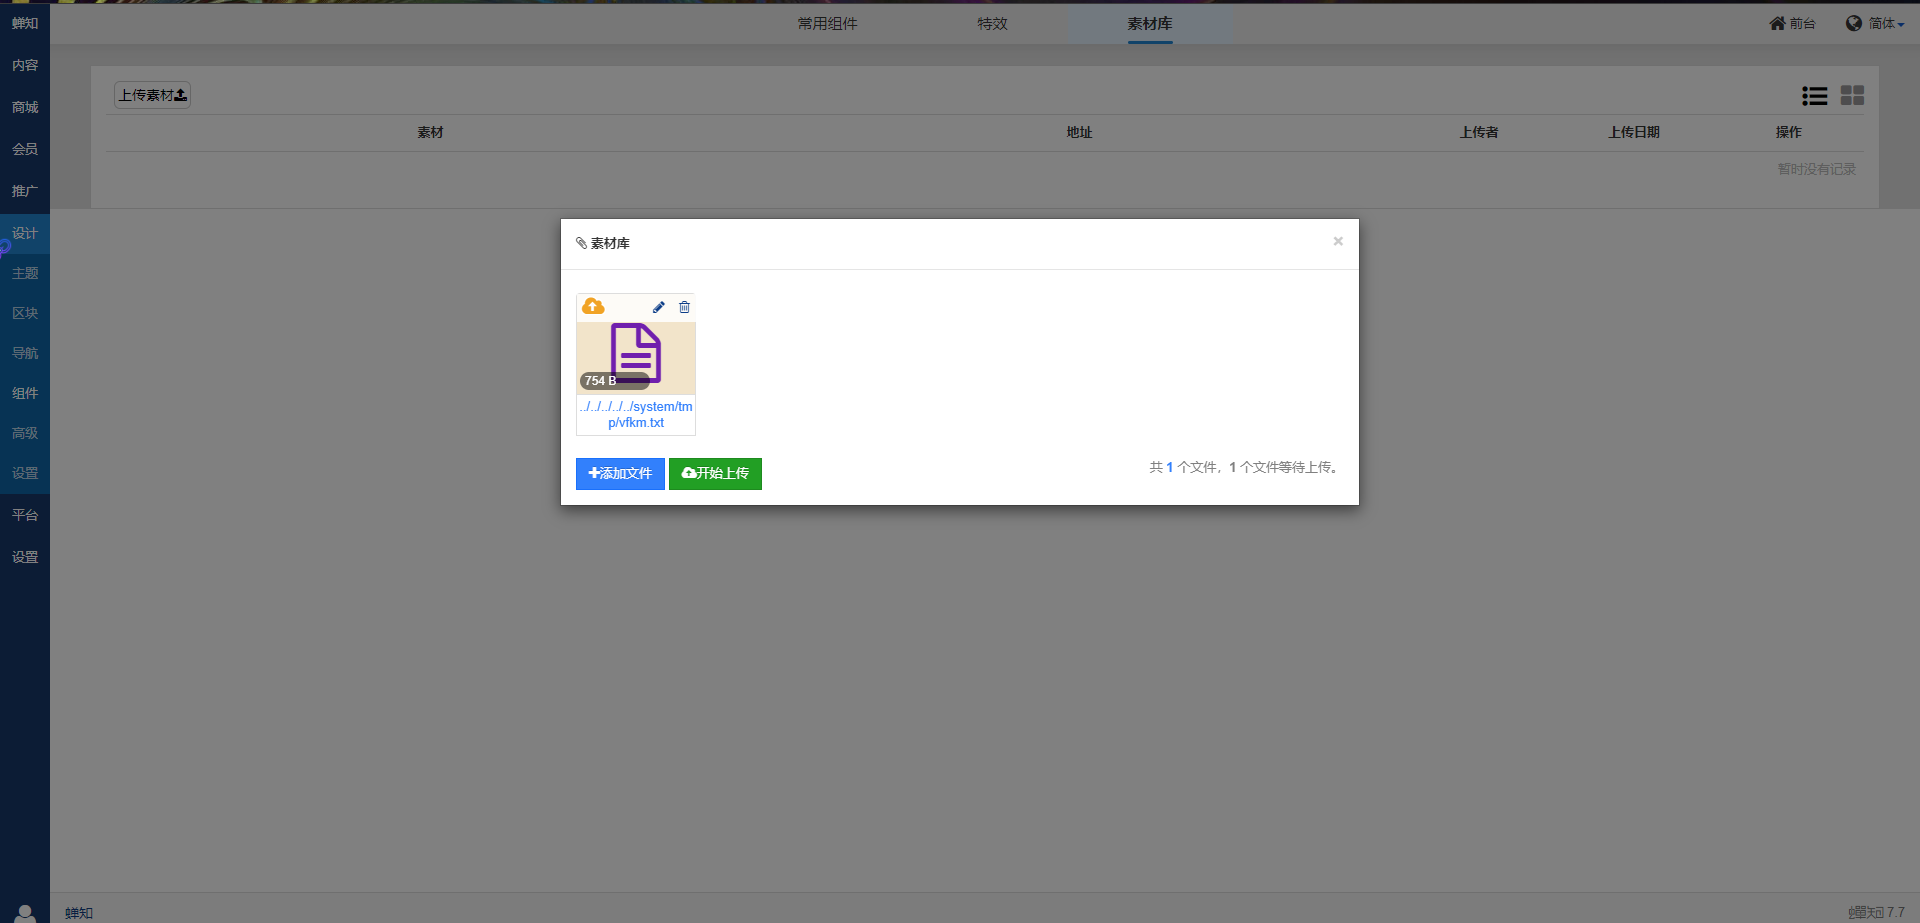 蝉知
常用组件
特效
素材库
前台
简体
内容
商城
会员
推广
设计
主题
区块
导航
组件
高级
设置
平台
设置
上传素材
素材
地址
上传者
上传日期
操作
暂时没有记录
素材库
754 B
../../../../../system/tm
p/vfkm.txt
添加文件
开始上传
共 1 个文件，1 个文件等待上传。
蝉知
蝉知 7.7